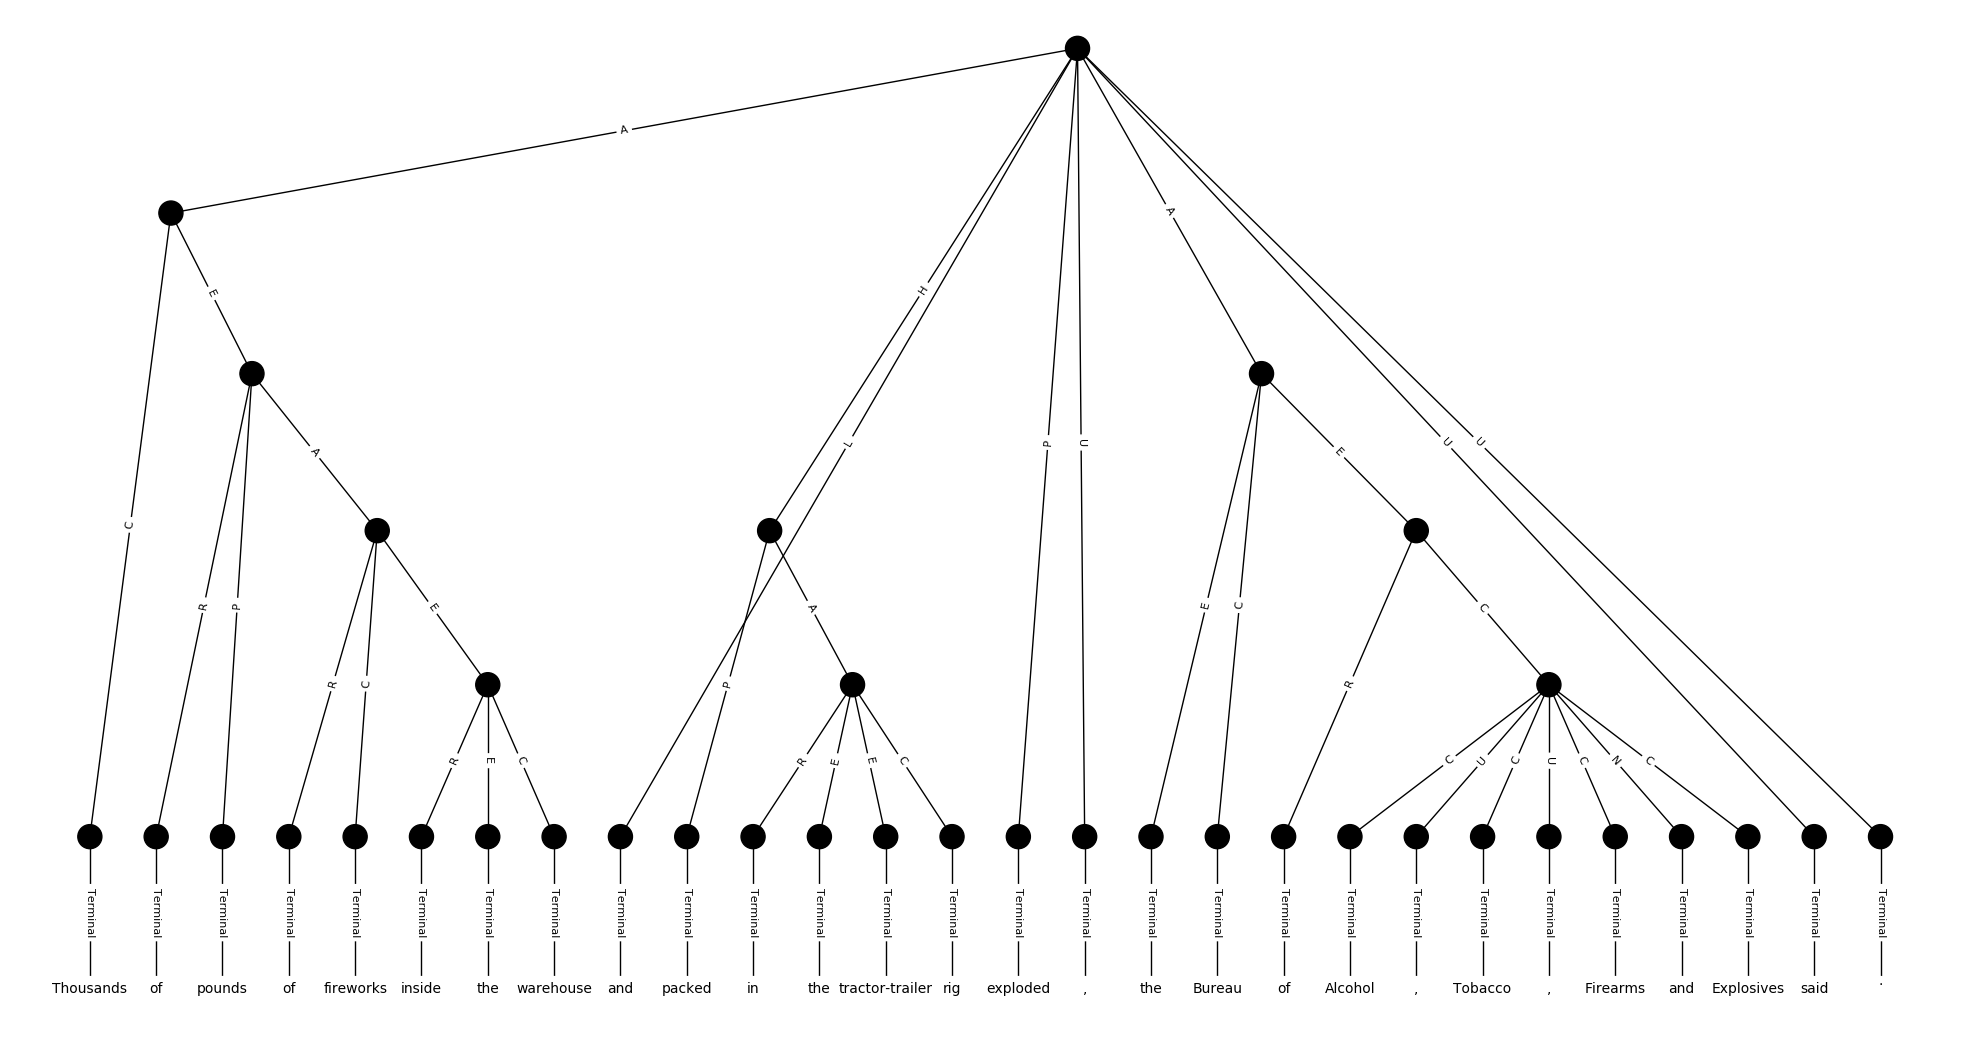 A
E
H
A
L
P
U
U
U
A
E
C
R
P
A
E
C
E
C
R
C
E
R
P
C
R
E
C
R
E
E
C
C
U
C
U
C
N
C
Terminal Terminal Terminal Terminal Terminal Terminal Terminal Terminal Terminal Terminal Terminal Terminal Terminal Terminal Terminal Terminal Terminal Terminal Terminal Terminal Terminal Terminal Terminal Terminal Terminal Terminal Terminal Terminal
Thousands of pounds of fireworks inside the warehouse and packed in the tractor-trailer rig exploded , the Bureau of Alcohol , Tobacco , Firearms and Explosives said .